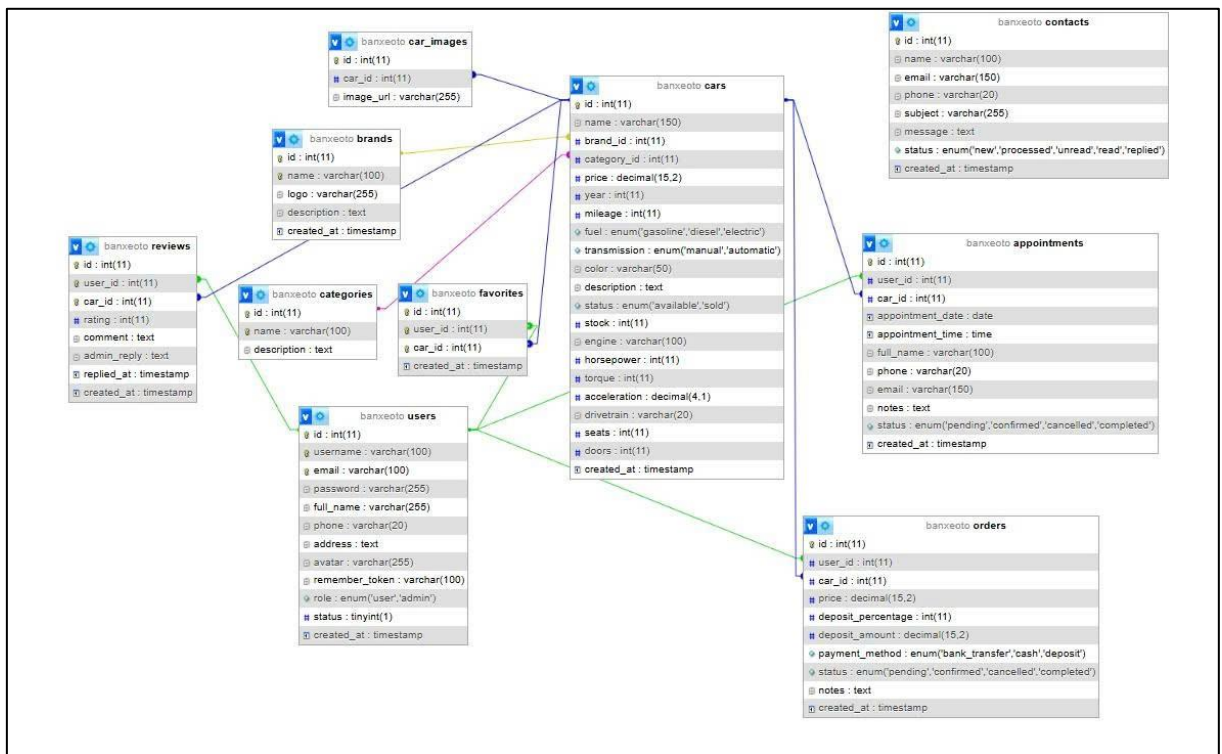 banxeoto car_images
id : int(11)
car_id : int(11)
image_url : varchar(255)
banxeoto brands
id : int(11)
name : varchar(100)
logo : varchar(255)
description : text
created_at : timestamp
banxeoto reviews
id : int(11)
user_id : int(11)
car_id : int(11)
rating : int(11)
comment : text
admin_reply : text
replied_at : timestamp
created_at : timestamp
banxeoto categories
id : int(11)
name : varchar(100)
description : text
banxeoto favorites
id : int(11)
user_id : int(11)
car_id : int(11)
created_at : timestamp
banxeoto users
id : int(11)
username : varchar(100)
email : varchar(100)
password : varchar(255)
full_name : varchar(255)
phone : varchar(20)
address : text
avatar : varchar(255)
remember_token : varchar(100)
role : enum('user','admin')
status : tinyint(1)
created_at : timestamp
banxeoto cars
id : int(11)
name : varchar(150)
brand_id : int(11)
category_id : int(11)
price : decimal(15,2)
year : int(11)
mileage : int(11)
fuel : enum('gasoline','diesel','electric')
transmission : enum('manual','automatic')
color : varchar(50)
description : text
status : enum('available','sold')
stock : int(11)
engine : varchar(100)
horsepower : int(11)
torque : int(11)
acceleration : decimal(4,1)
drivetrain : varchar(20)
seats : int(11)
doors : int(11)
created_at : timestamp
banxeoto contacts
id : int(11)
name : varchar(100)
email : varchar(150)
phone : varchar(20)
subject : varchar(255)
message : text
status : enum('new','processed','unread','read','replied')
created_at : timestamp
banxeoto appointments
id : int(11)
user_id : int(11)
car_id : int(11)
appointment_date : date
appointment_time : time
full_name : varchar(100)
phone : varchar(20)
email : varchar(150)
notes : text
status : enum('pending','confirmed','cancelled','completed')
created_at : timestamp
banxeoto orders
id : int(11)
user_id : int(11)
car_id : int(11)
price : decimal(15,2)
deposit_percentage : int(11)
deposit_amount : decimal(15,2)
payment_method : enum('bank_transfer','cash','deposit')
status : enum('pending','confirmed','cancelled','completed')
notes : text
created_at : timestamp